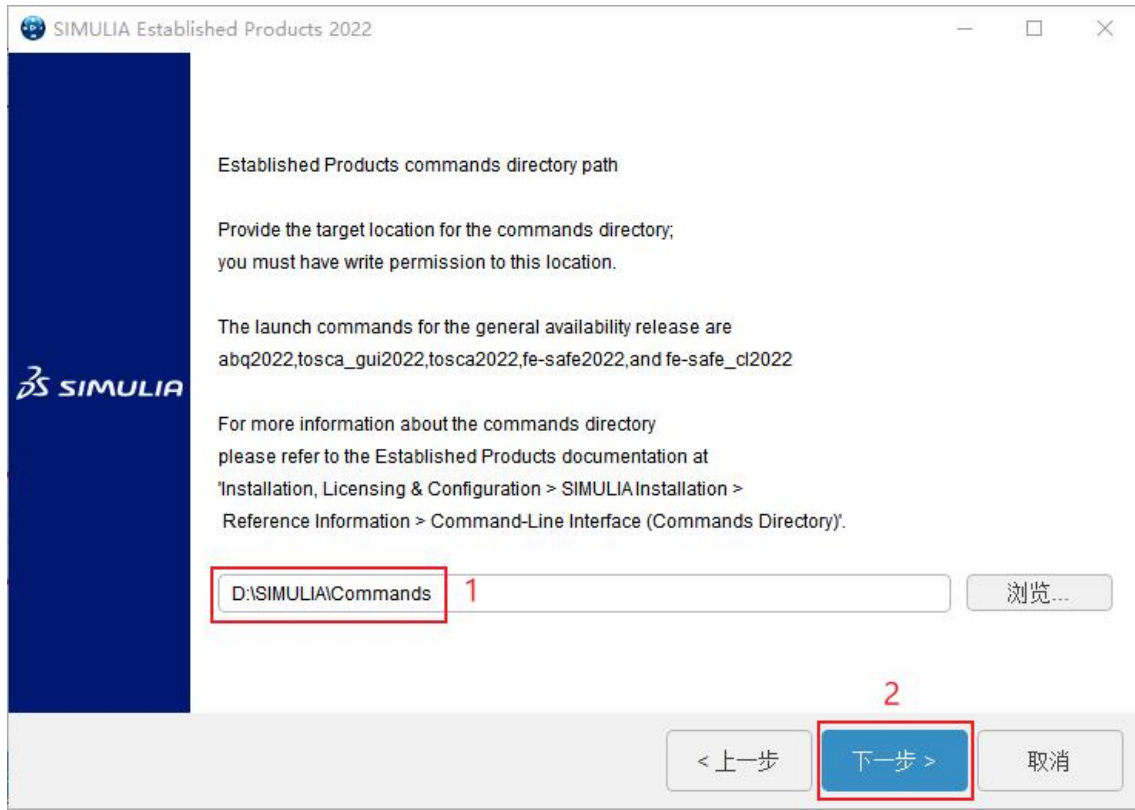 SIMULIA Established Products 2022
Established Products commands directory path
Provide the target location for the commands directory;
you must have write permission to this location.
The launch commands for the general availability release are
abq2022,tosca_gui2022,tosca2022,fe-safe2022,and fe-safe_cl2022
3DS SIMULIA
For more information about the commands directory
please refer to the Established Products documentation at
'Installation, Licensing & Configuration > SIMULIA Installation >
Reference Information > Command-Line Interface (Commands Directory)'.
D:\SIMULIA\Commands 1 浏览...
2
< 上一步 下一步 > 取消